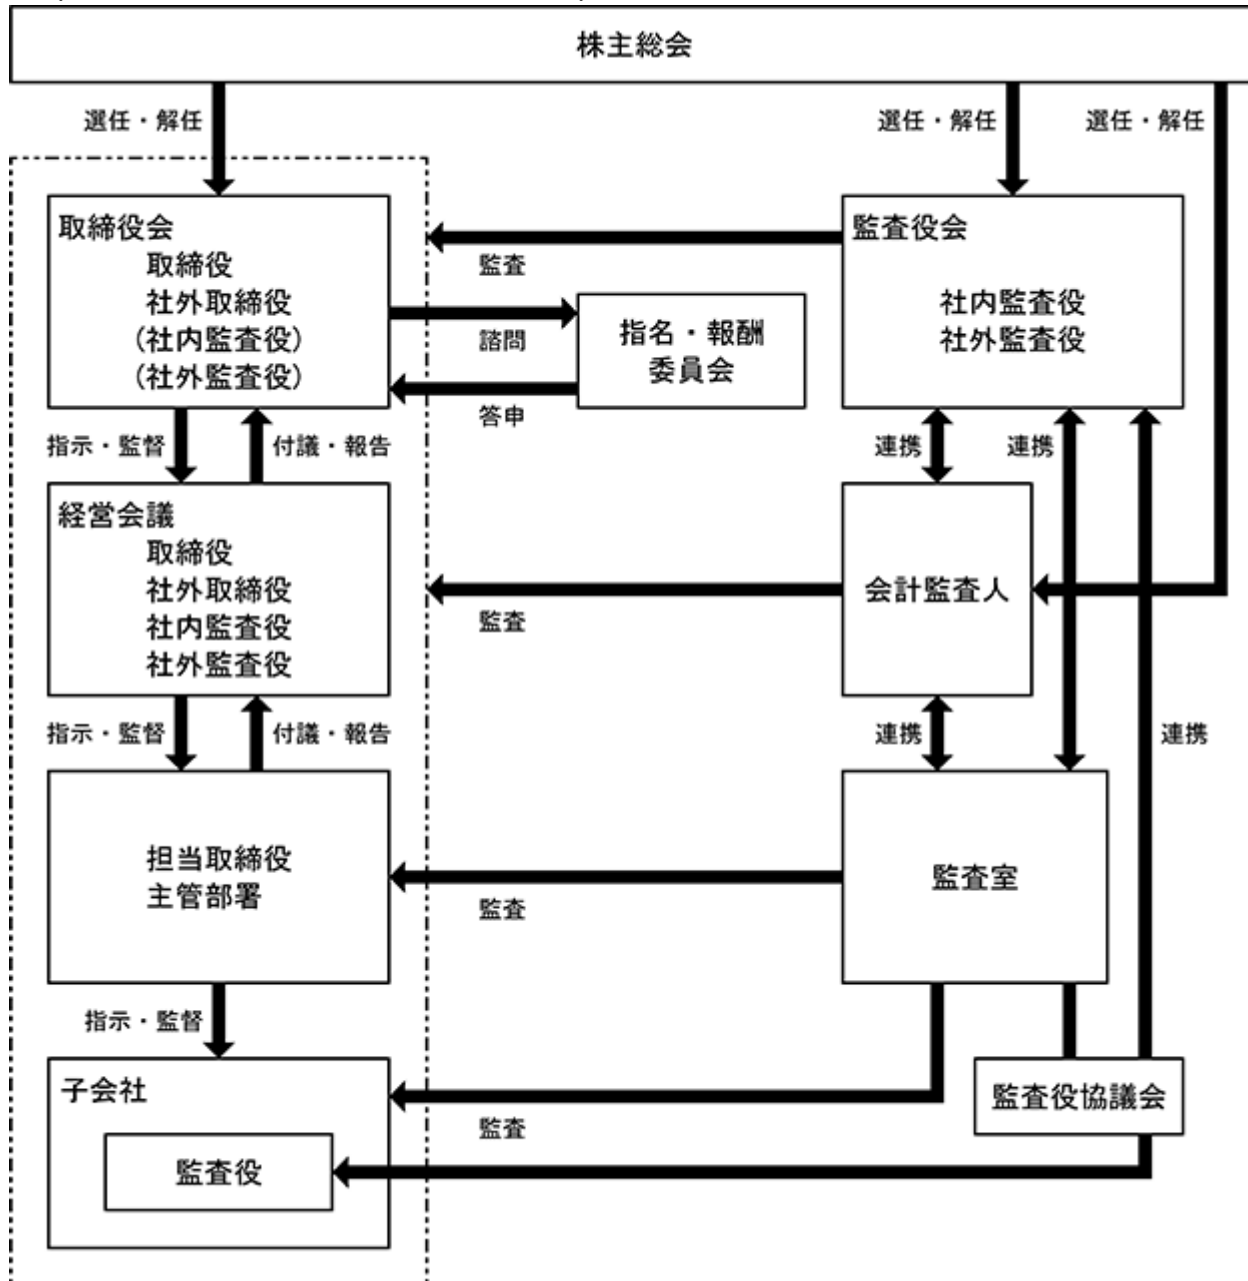 株主総会
選任・解任
選任・解任
選任・解任
取締役会
取締役
社外取締役
(社内監査役)
(社外監査役)
監査
諮問
答申
指名・報酬
委員会
監査役会
社内監査役
社外監査役
指示・監督
付議・報告
連携
連携
経営会議
取締役
社外取締役
社内監査役
社外監査役
監査
会計監査人
指示・監督
付議・報告
連携
連携
担当取締役
主管部署
監査
監査室
指示・監督
子会社
監査役
監査
監査役協議会